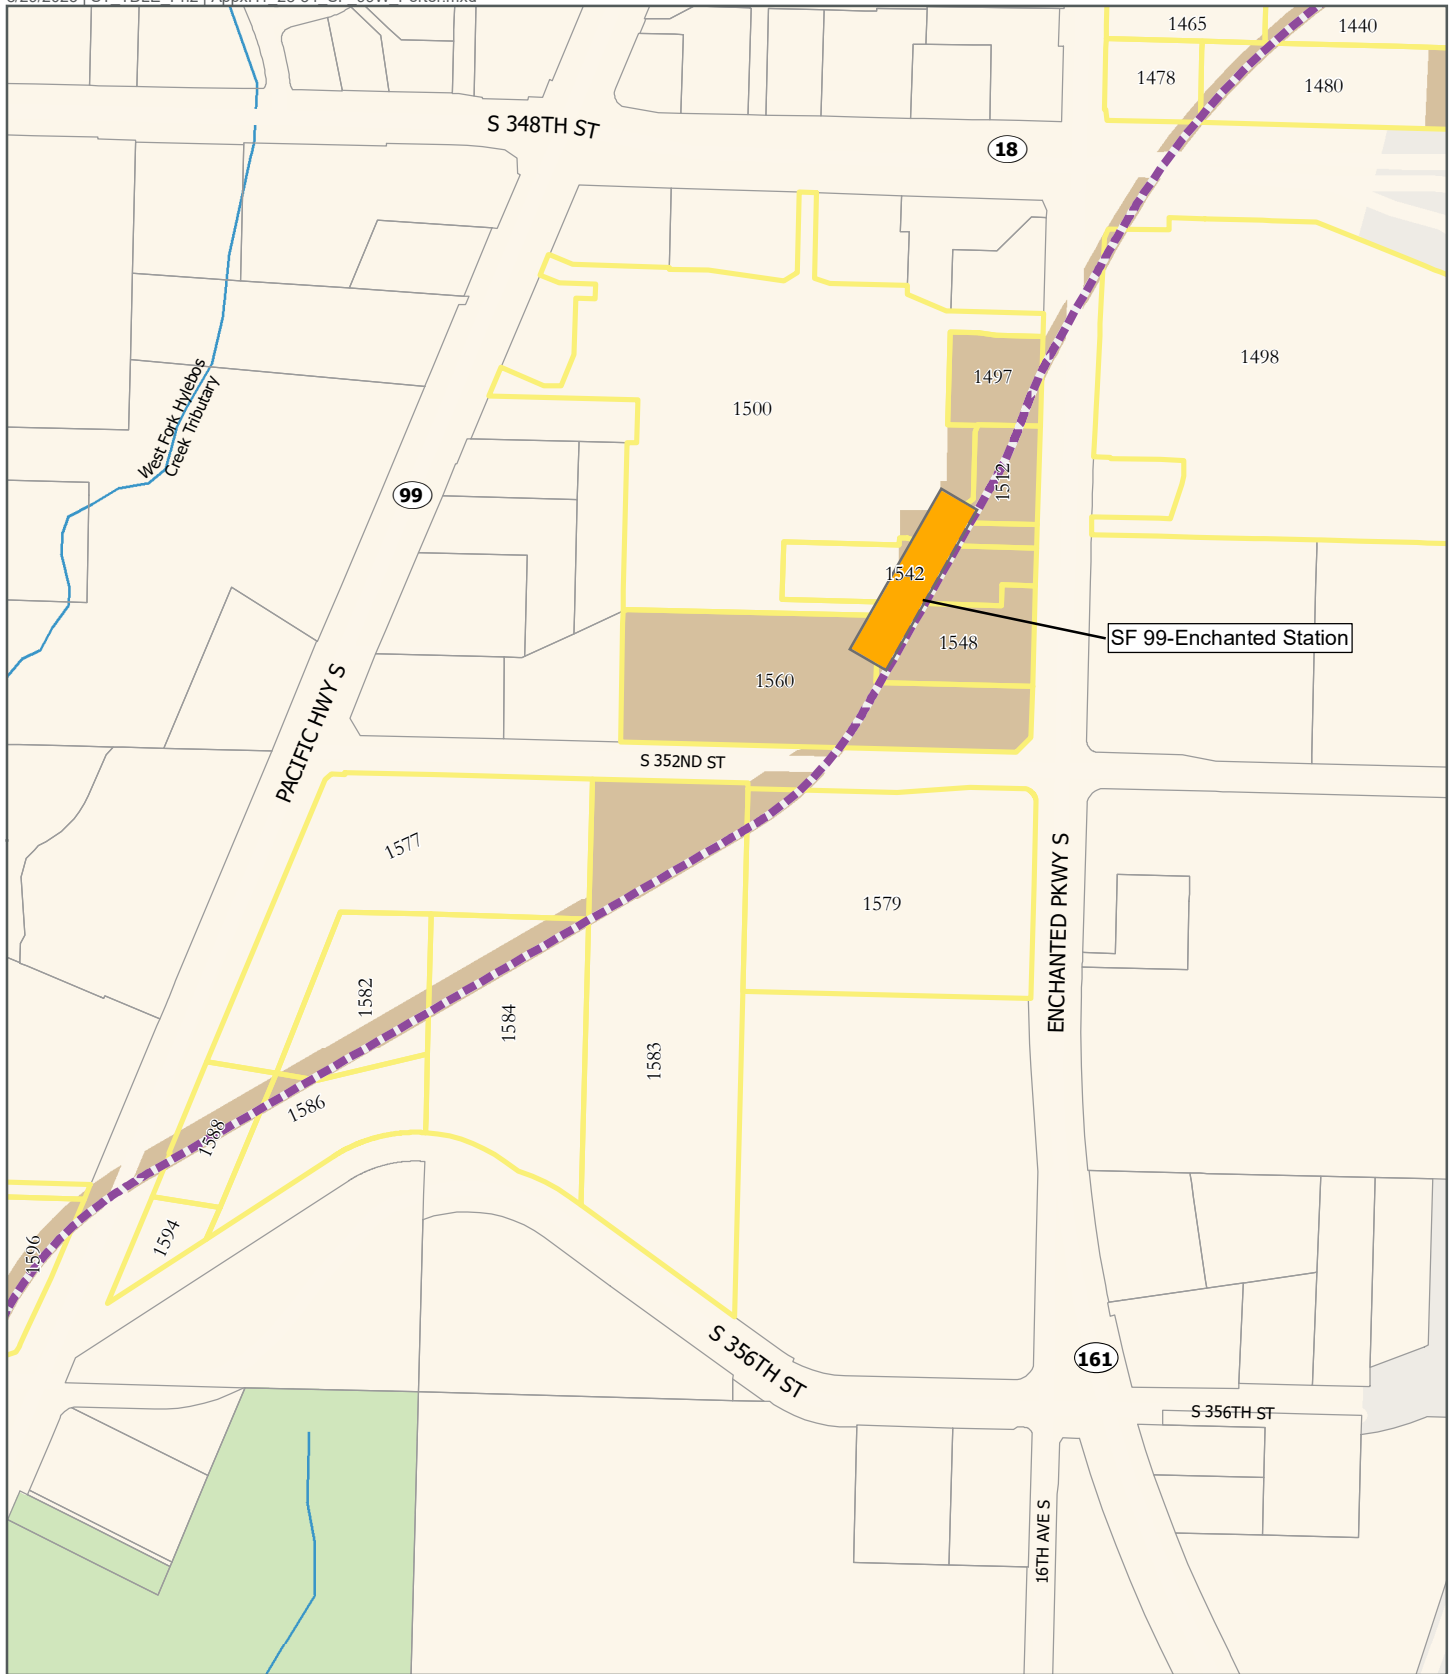 1465
1440
1478
1480
S 348TH ST
18
1498
1497
1500
West Fork Hylebos
Creek Tributary
1512
99
1542
SF 99-Enchanted Station
1548
1560
PACIFIC HWY S
S 352ND ST
1577
1579
ENCHANTED PKWY S
1582
1584
1583
1586
1588
1594
1596
S 356TH ST
161
S 356TH ST
16TH AVE S